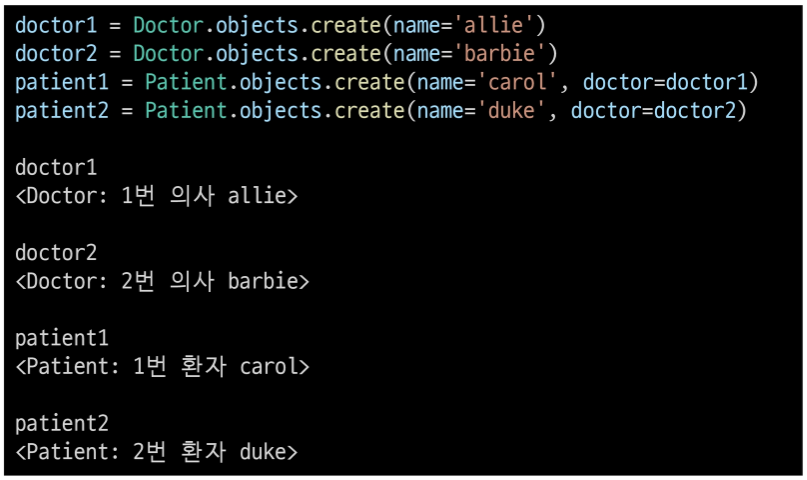 doctor1 = Doctor.objects.create(name='allie')
doctor2 = Doctor.objects.create(name='barbie')
patient1 = Patient.objects.create(name='carol', doctor=doctor1)
patient2 = Patient.objects.create(name='duke', doctor=doctor2)
doctor1
<Doctor: 1번 의사 allie>
doctor2
<Doctor: 2번 의사 barbie>
patient1
<Patient: 1번 환자 carol>
patient2
<Patient: 2번 환자 duke>